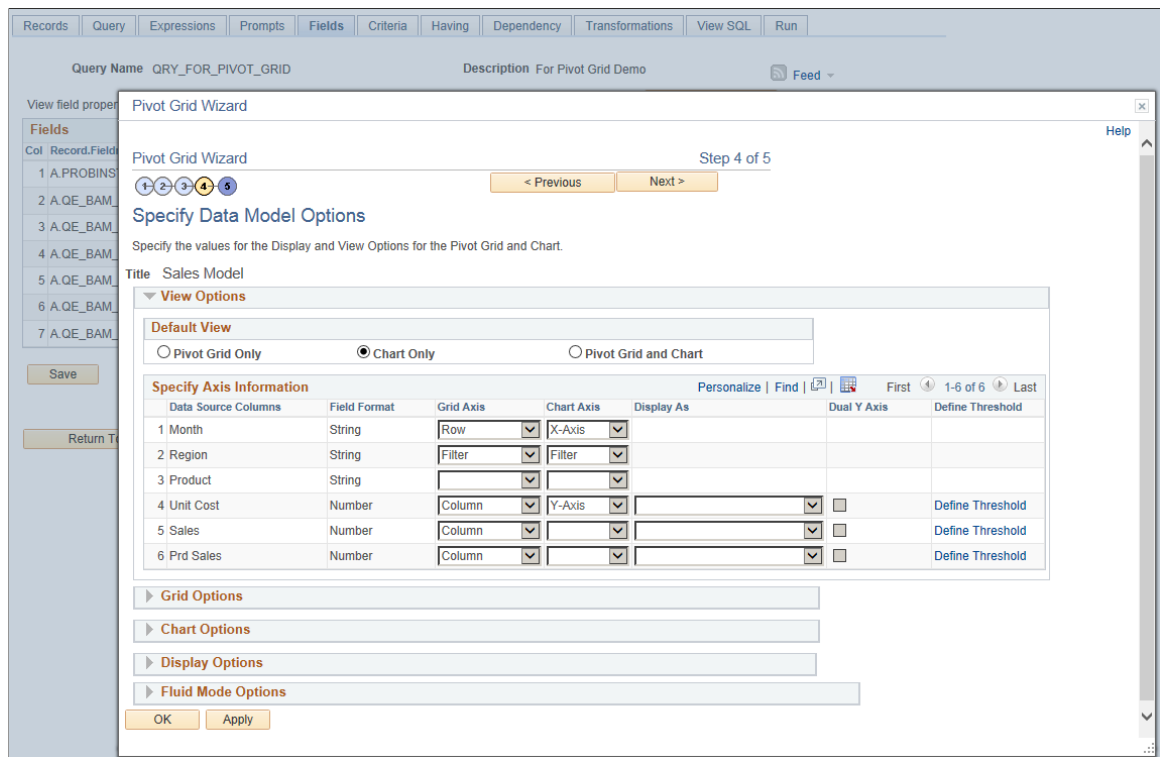 Records Query Expressions Prompts Fields Criteria Having Dependency Transformations View SQL Run
Query Name QRY_FOR_PIVOT_GRID Description For Pivot Grid Demo Feed
View field proper
Fields
Col Record.Field
1 A.PROBINS
2 A.QE_BAM_
3 A.QE_BAM_
4 A.QE_BAM_
5 A.QE_BAM_
6 A.QE_BAM_
7 A.QE_BAM_
Save
Return T
Pivot Grid Wizard
Help
Pivot Grid Wizard Step 4 of 5
1 2 3 4 5 < Previous Next >
Specify Data Model Options
Specify the values for the Display and View Options for the Pivot Grid and Chart.
Title Sales Model
View Options
Default View
Pivot Grid Only Chart Only Pivot Grid and Chart
Specify Axis Information Personalize | Find | | First 1-6 of 6 Last
Data Source Columns Field Format Grid Axis Chart Axis Display As Dual Y Axis Define Threshold
1 Month String Row X-Axis
2 Region String Filter Filter
3 Product String
4 Unit Cost Number Column Y-Axis Define Threshold
5 Sales Number Column Define Threshold
6 Prd Sales Number Column Define Threshold
Grid Options
Chart Options
Display Options
Fluid Mode Options
OK Apply